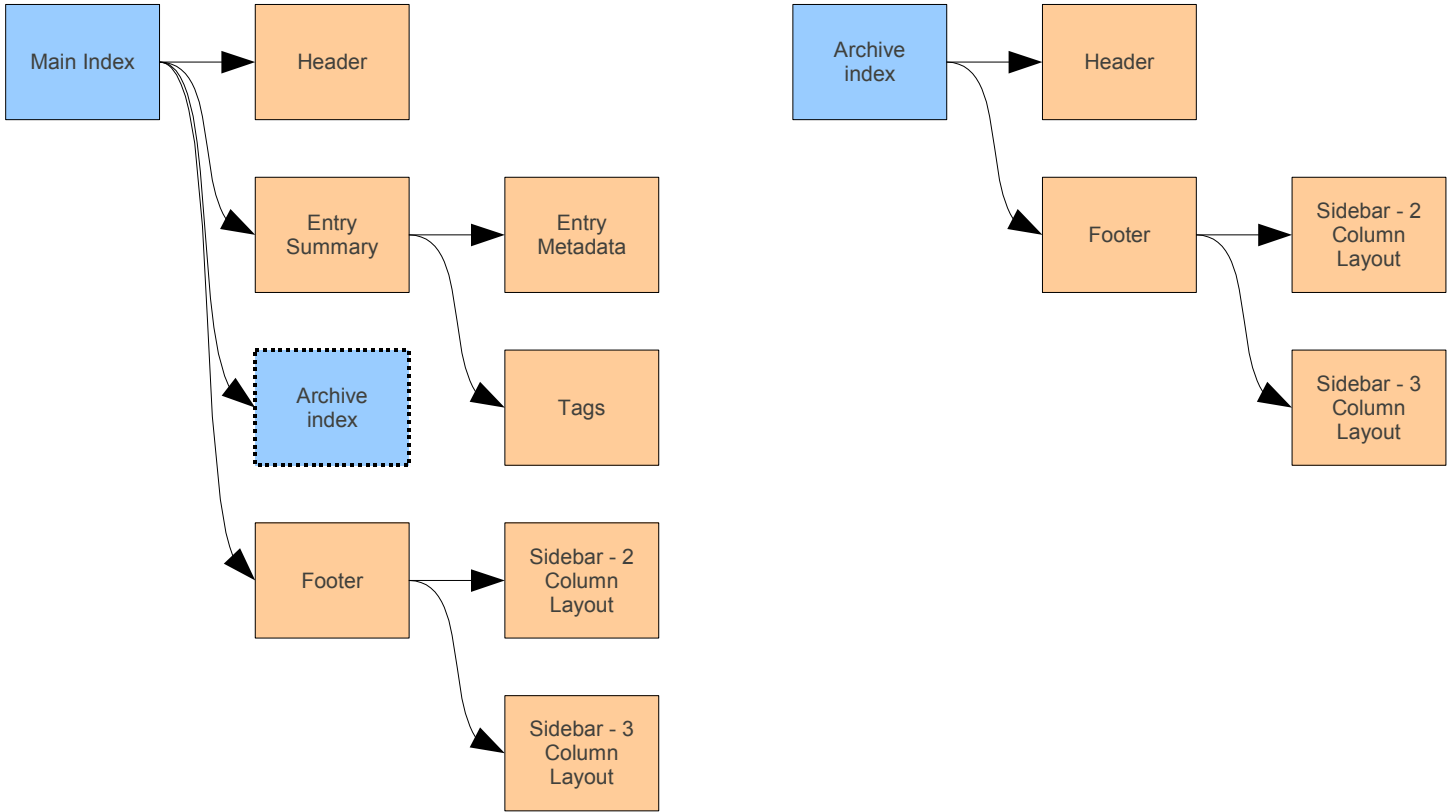 Main Index
Header
Entry
Summary
Entry
Metadata
Tags
Archive
index
Footer
Sidebar - 2
Column
Layout
Sidebar - 3
Column
Layout
Archive
index
Header
Footer
Sidebar - 2
Column
Layout
Sidebar - 3
Column
Layout